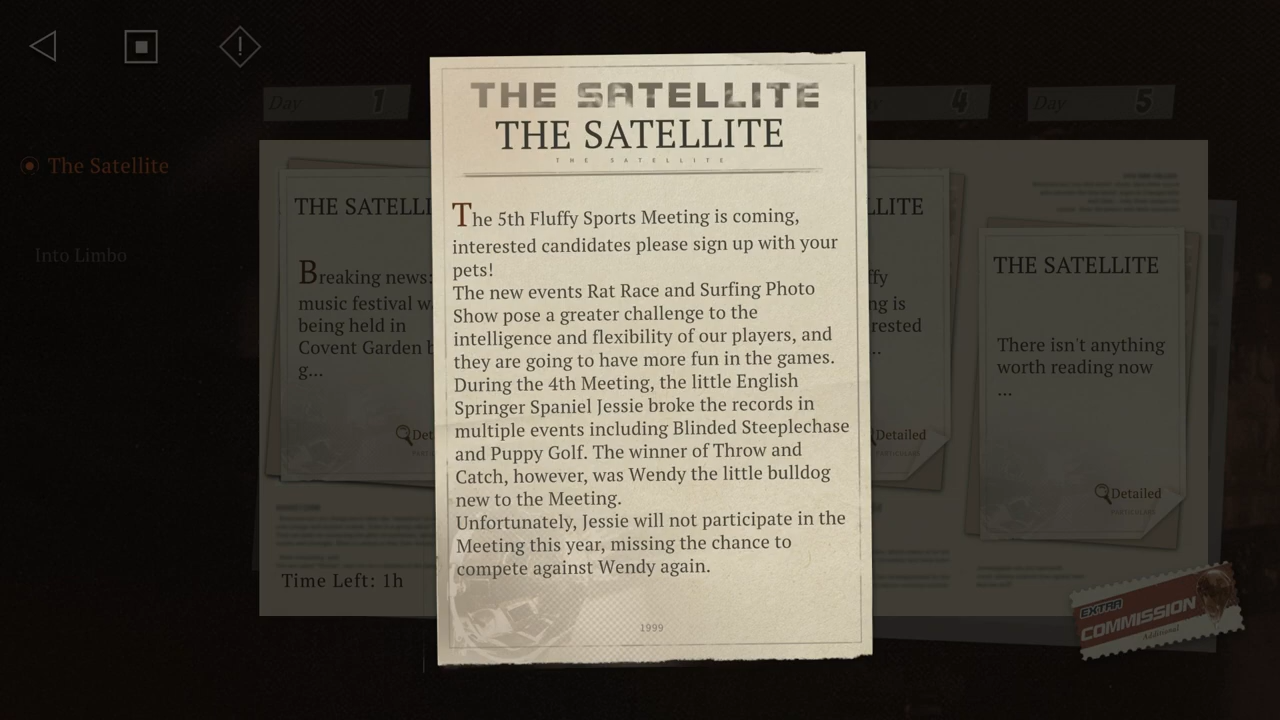 Day 1
4
Day 5
The Satellite
Into Limbo
THE SATELLITE
THE SATELLITE
THE SATELLITE
The 5th Fluffy Sports Meeting is coming,
interested candidates please sign up with your
pets!
The new events Rat Race and Surfing Photo
Show pose a greater challenge to the
intelligence and flexibility of our players, and
they are going to have more fun in the games.
During the 4th Meeting, the little English
Springer Spaniel Jessie broke the records in
multiple events including Blinded Steeplechase
and Puppy Golf. The winner of Throw and
Catch, however, was Wendy the little bulldog
new to the Meeting.
Unfortunately, Jessie will not participate in the
Meeting this year, missing the chance to
compete against Wendy again.
1999
THE SATELLI
Breaking news:
music festival w
being held in
Covent Garden b
g...
Det
LLITE
ffy
ng is
rested
..
Detailed
PARTICULARS
THE SATELLITE
There isn't anything
worth reading now
...
Detailed
PARTICULARS
Time Left: 1h
EXTRA
COMMISSION
Additional